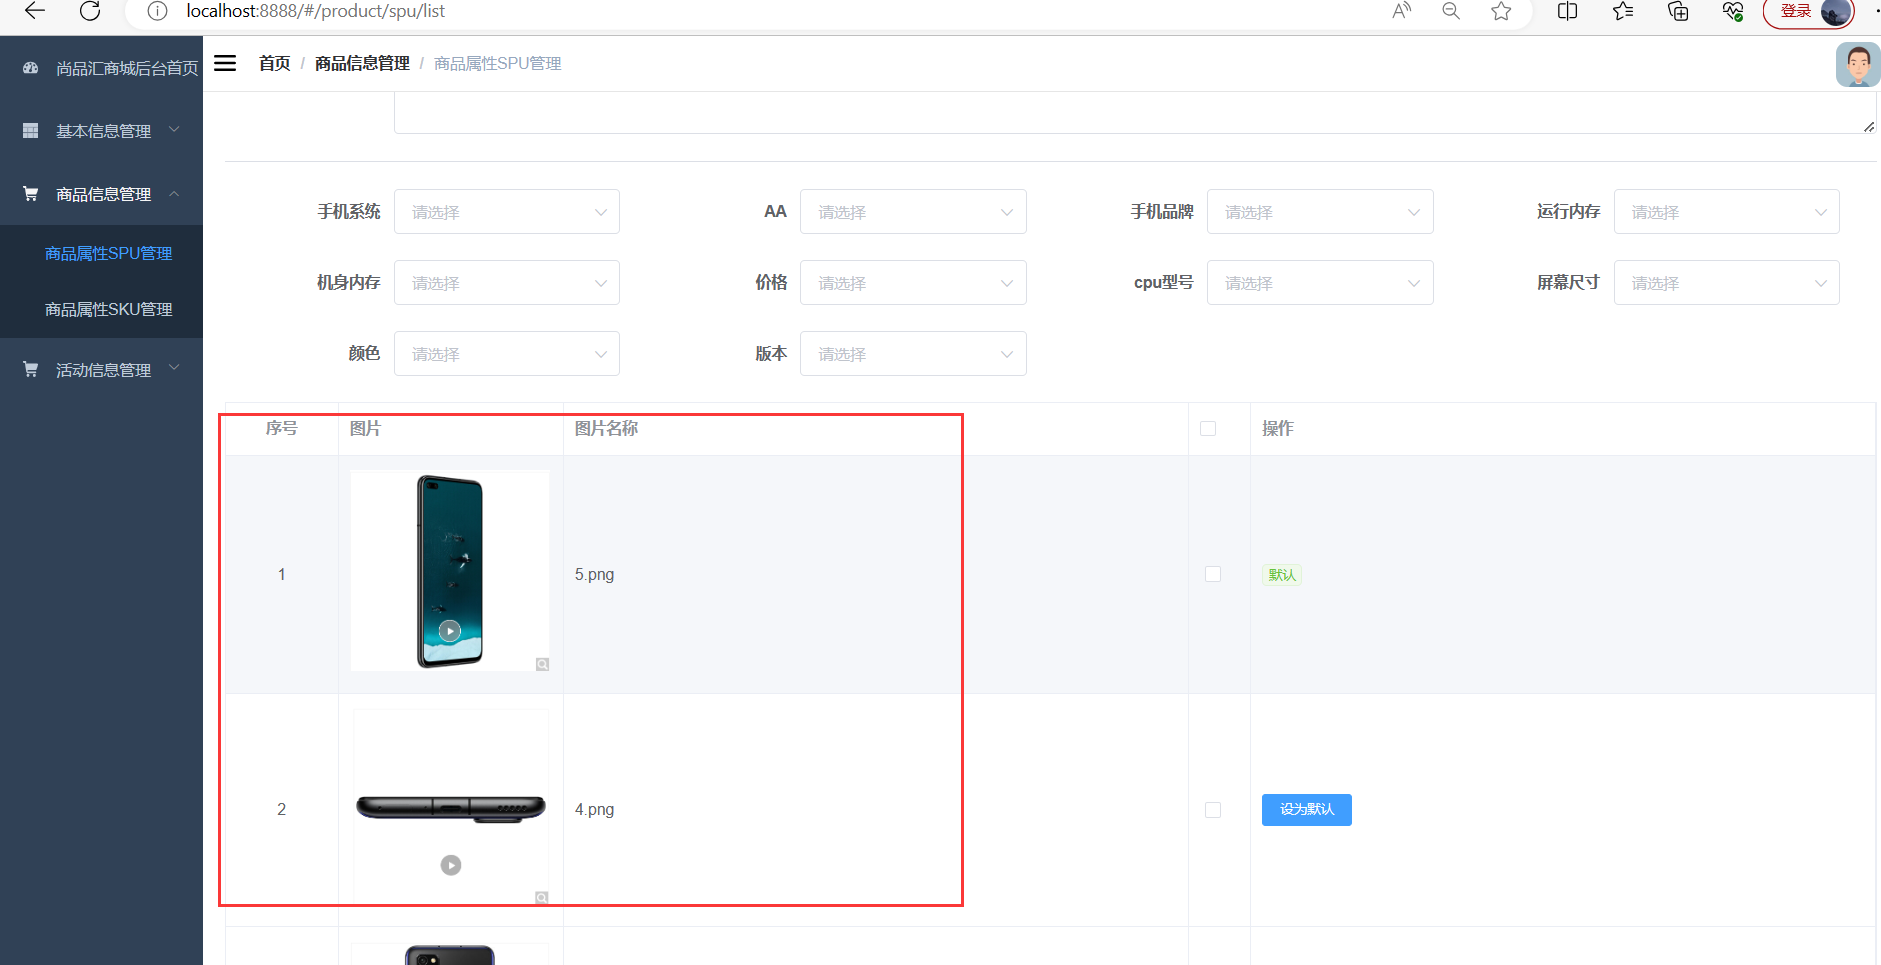 localhost:8888/#/product/spu/list
登录
尚品汇商城后台首页
首页 / 商品信息管理 / 商品属性SPU管理
基本信息管理
商品信息管理
商品属性SPU管理
商品属性SKU管理
活动信息管理
手机系统 请选择 AA 请选择 手机品牌 请选择 运行内存 请选择
机身内存 请选择 价格 请选择 cpu型号 请选择 屏幕尺寸 请选择
颜色 请选择 版本 请选择
序号 图片 图片名称 操作
1 5.png 默认
2 4.png 设为默认